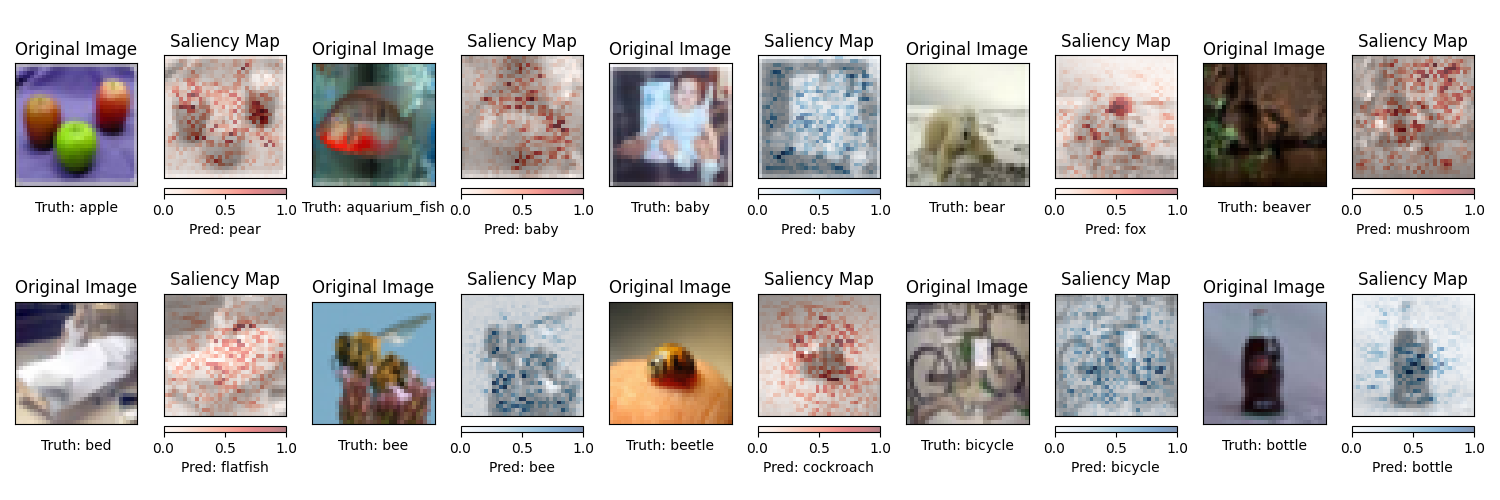 Original Image Saliency Map Original Image Saliency Map Original Image Saliency Map Original Image Saliency Map Original Image Saliency Map
Truth: apple 0.0 0.5 1.0 Truth: aquarium_fish 0.0 0.5 1.0 Truth: baby 0.0 0.5 1.0 Truth: bear 0.0 0.5 1.0 Truth: beaver 0.0 0.5 1.0
Pred: pear Pred: baby Pred: baby Pred: fox Pred: mushroom
Original Image Saliency Map Original Image Saliency Map Original Image Saliency Map Original Image Saliency Map Original Image Saliency Map
Truth: bed 0.0 0.5 1.0 Truth: bee 0.0 0.5 1.0 Truth: beetle 0.0 0.5 1.0 Truth: bicycle 0.0 0.5 1.0 Truth: bottle 0.0 0.5 1.0
Pred: flatfish Pred: bee Pred: cockroach Pred: bicycle Pred: bottle